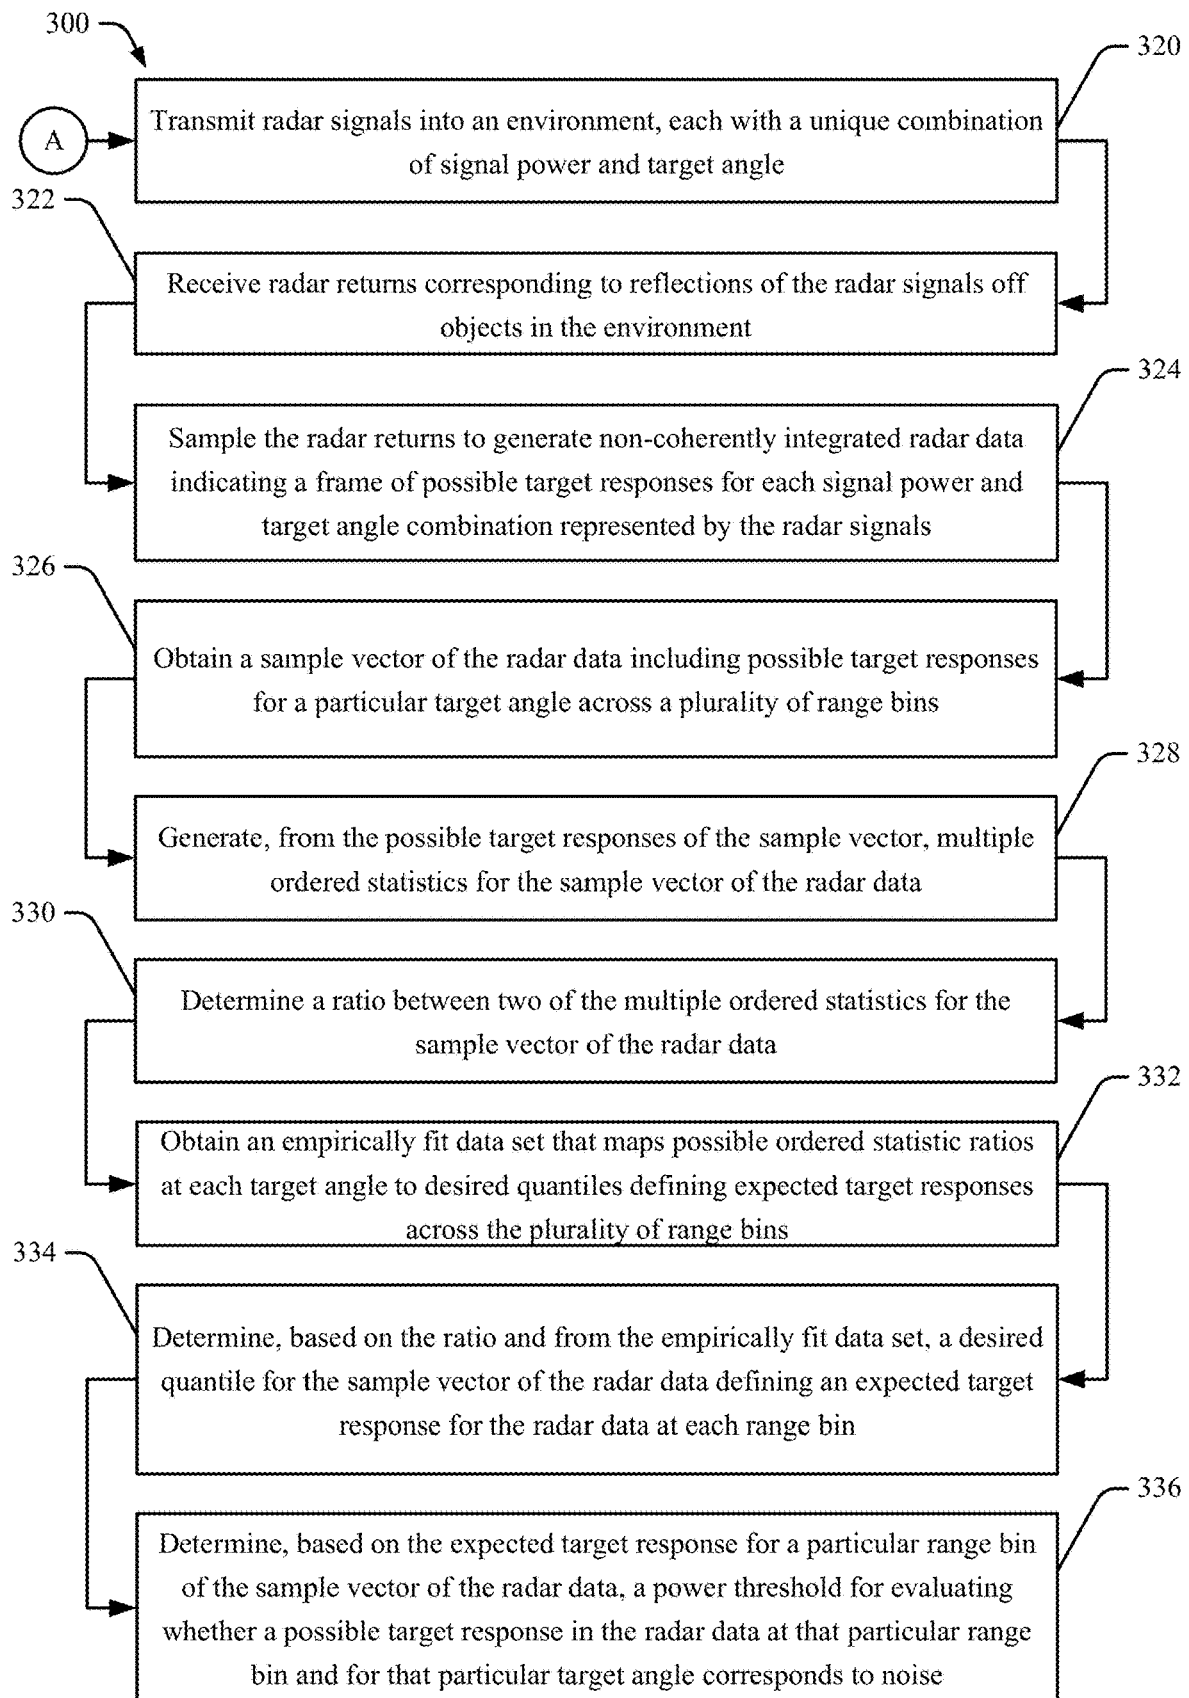 300
320
A
Transmit radar signals into an environment, each with a unique combination
of signal power and target angle
322
Receive radar returns corresponding to reflections of the radar signals off
objects in the environment
324
Sample the radar returns to generate non-coherently integrated radar data
indicating a frame of possible target responses for each signal power and
target angle combination represented by the radar signals
326
Obtain a sample vector of the radar data including possible target responses
for a particular target angle across a plurality of range bins
328
Generate, from the possible target responses of the sample vector, multiple
ordered statistics for the sample vector of the radar data
330
Determine a ratio between two of the multiple ordered statistics for the
sample vector of the radar data
332
Obtain an empirically fit data set that maps possible ordered statistic ratios
at each target angle to desired quantiles defining expected target responses
across the plurality of range bins
334
Determine, based on the ratio and from the empirically fit data set, a desired
quantile for the sample vector of the radar data defining an expected target
response for the radar data at each range bin
336
Determine, based on the expected target response for a particular range bin
of the sample vector of the radar data, a power threshold for evaluating
whether a possible target response in the radar data at that particular range
bin and for that particular target angle corresponds to noise